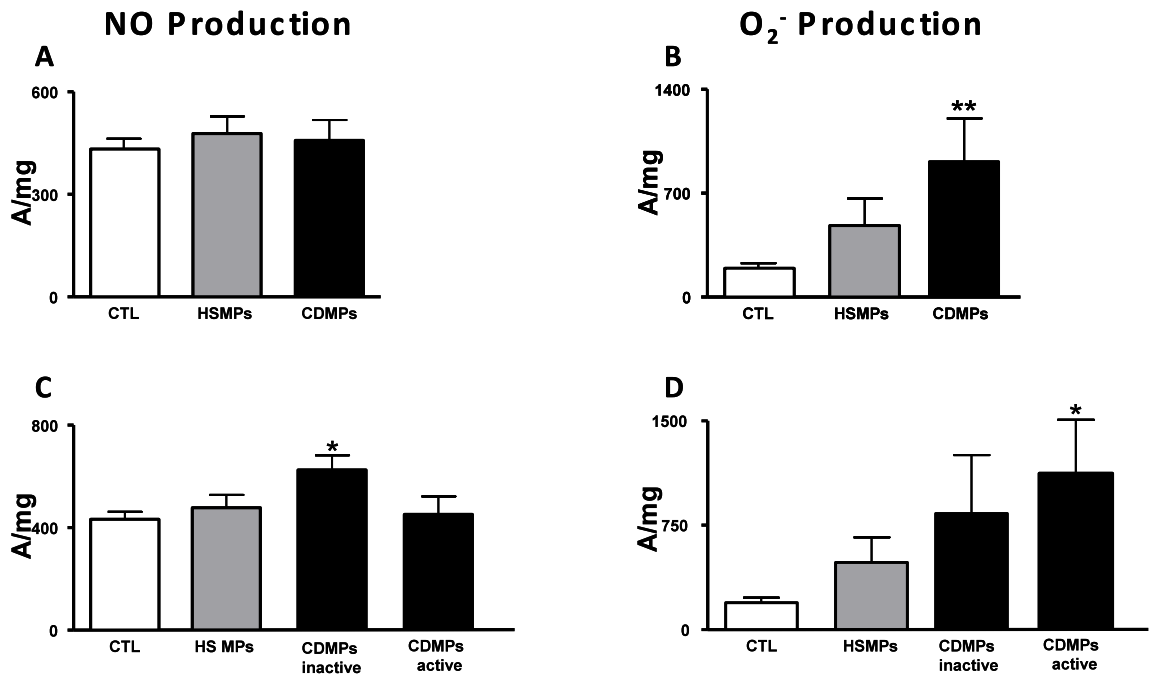 NO Production
O2- Production
A
B
600
300
0
A/mg
CTL
HSMPs
CDMPs
1400
700
0
A/mg
**
CTL
HSMPs
CDMPs
C
D
800
400
0
A/mg
*
CTL
HS MPs
CDMPs
inactive
CDMPs
active
1500
750
0
A/mg
*
CTL
HSMPs
CDMPs
inactive
CDMPs
active